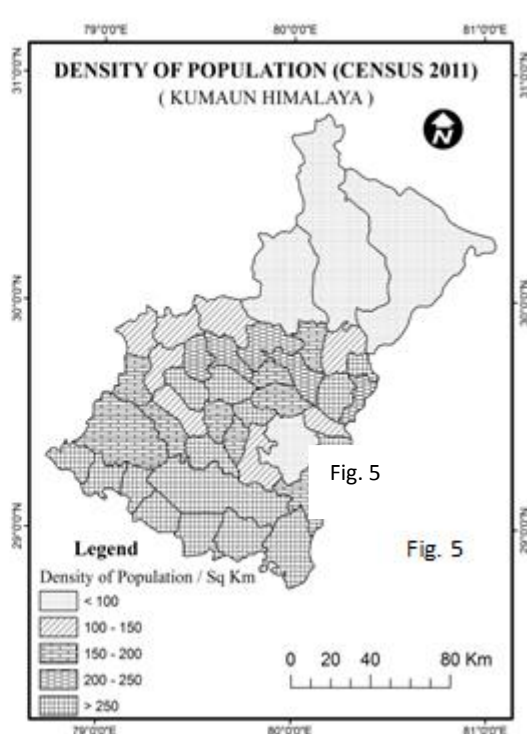 79°0'0"E 80°0'0"E 81°0'0"E
31°0'0"N 31°0'0"N
DENSITY OF POPULATION (CENSUS 2011)
( KUMAUN HIMALAYA )
N
30°0'0"N 30°0'0"N
Fig. 5
29°0'0"N 29°0'0"N
Fig. 5
Legend
Density of Population / Sq Km
< 100
100 - 150
150 - 200
200 - 250
> 250
0 20 40 80 Km
79°0'0"E 80°0'0"E 81°0'0"E